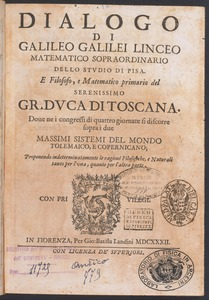 DIALOGO
DI
GALILEO GALILEI LINCEO
MATEMATICO SOPRAORDINARIO
DELLO STVDIO DI PISA.
E Filosofo, e Matematico primario del
SERENISSIMO
GR.DVCA DI TOSCANA.
Doue ne i congressi di quattro giornate si discorre
sopra i due
MASSIMI SISTEMI DEL MONDO
TOLEMAICO, E COPERNICANO;
Proponendo indeterminatamente le ragioni Filosofiche, e Naturali
tanto per l'vna, quanto per l'altra parte.
CON PRI VILEGI
IN FIORENZA, Per Gio: Batista Landini MDCXXXII.
CON LICENZA DE' SVPERIORI.